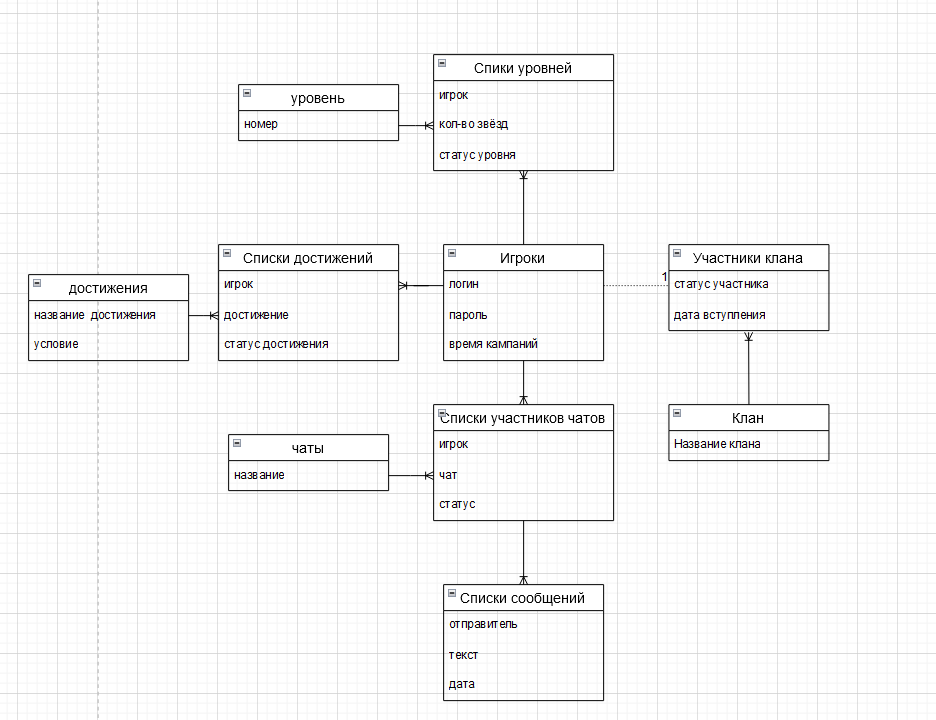 Спики уровней
игрок
кол-во звёзд
статус уровня
уровень
номер
Списки достижений
игрок
достижение
статус достижения
Игроки
логин
пароль
время кампаний
1
Участники клана
статус участника
дата вступления
достижения
название достижения
условие
Списки участников чатов
игрок
чат
статус
Клан
Название клана
чаты
название
Списки сообщений
отправитель
текст
дата